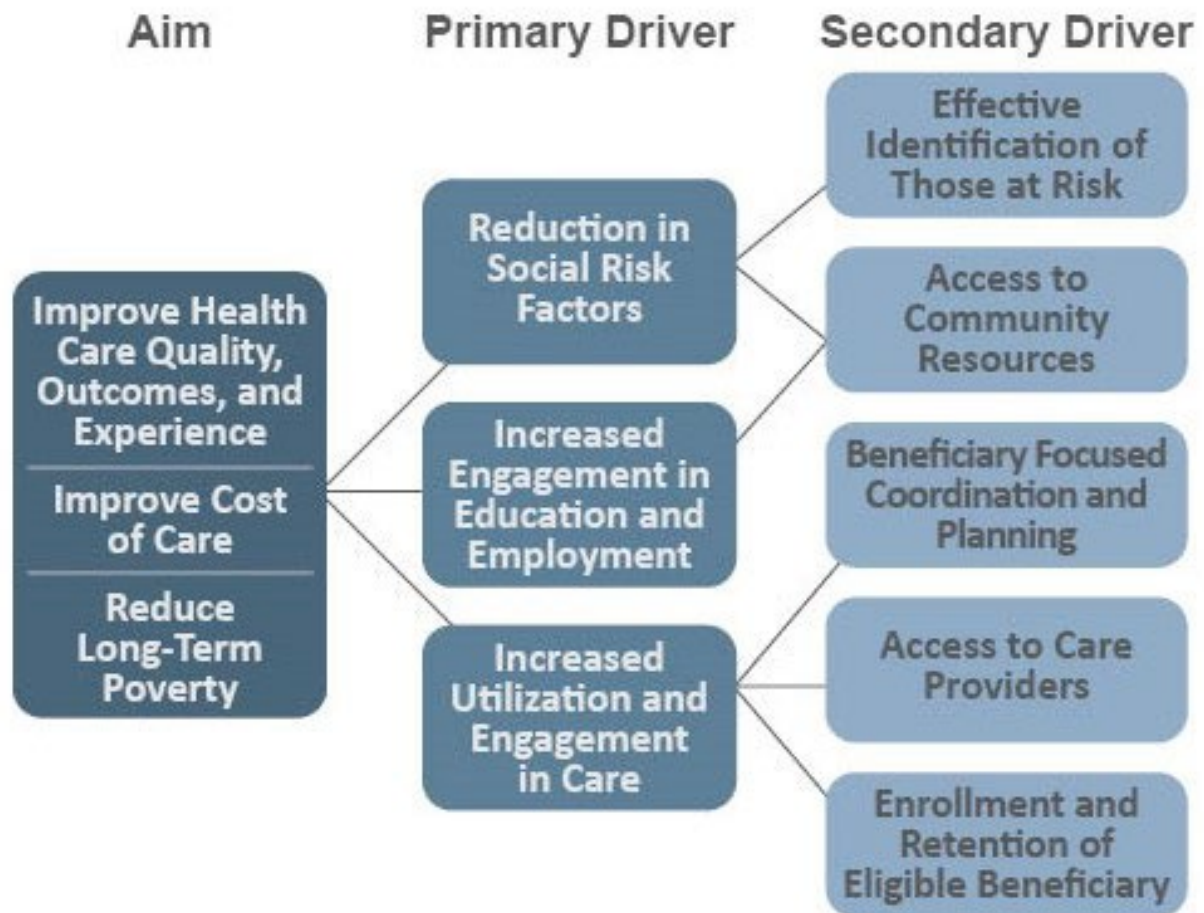 Aim
Primary Driver
Secondary Driver
Improve Health
Care Quality,
Outcomes, and
Experience
Improve Cost
of Care
Reduce
Long-Term
Poverty
Reduction in
Social Risk
Factors
Increased
Engagement in
Education and
Employment
Increased
Utilization and
Engagement
in Care
Effective
Identification of
Those at Risk
Access to
Community
Resources
Beneficiary Focused
Coordination and
Planning
Access to Care
Providers
Enrollment and
Retention of
Eligible Beneficiary